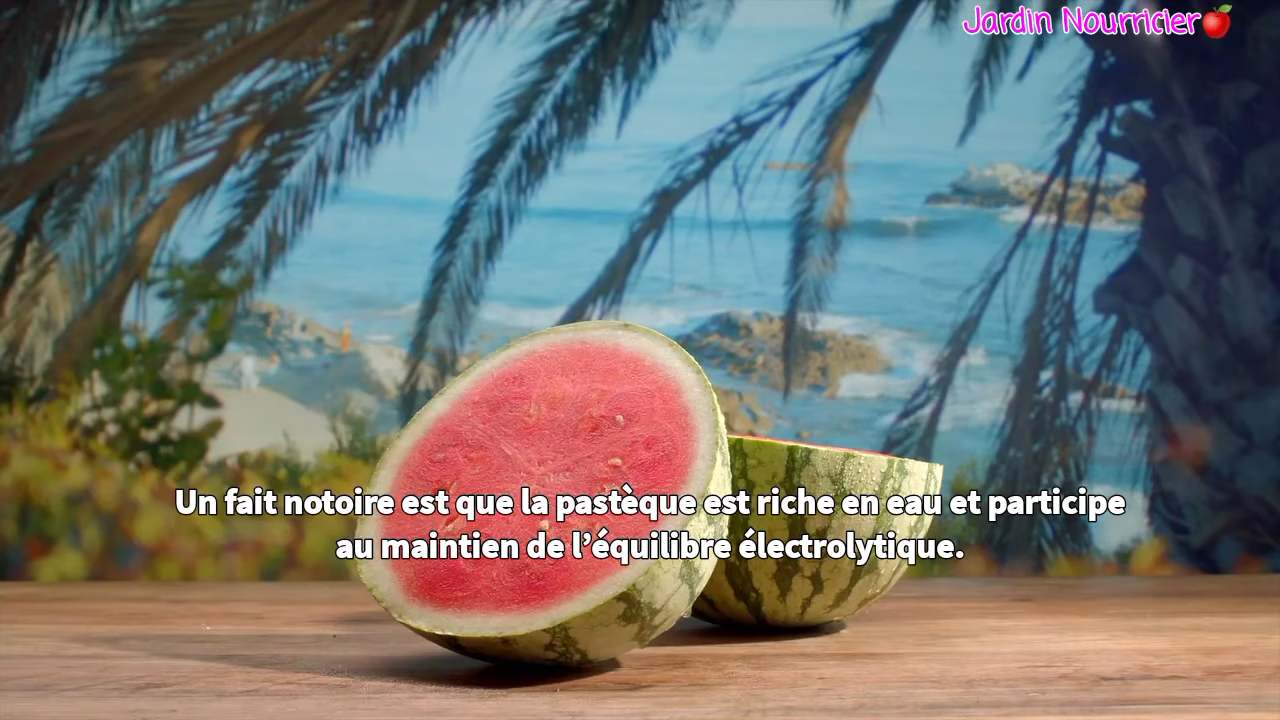 Jardin Nourricier
Un fait notoire est que la pastèque est riche en eau et participe
au maintien de l’équilibre électrolytique.